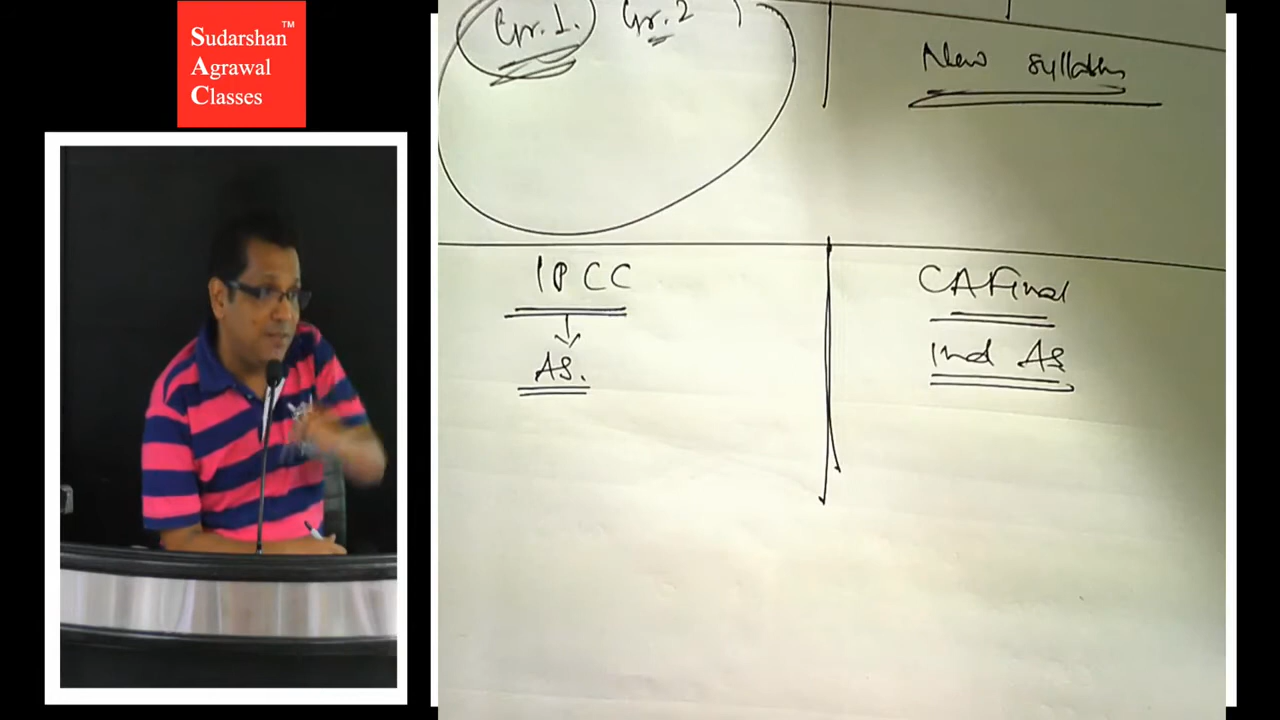 Sudarshan™
Agrawal
Classes
Gr. 1. Gr. 2
New Syllabus
IPCC
AS.
CA Final
Ind AS